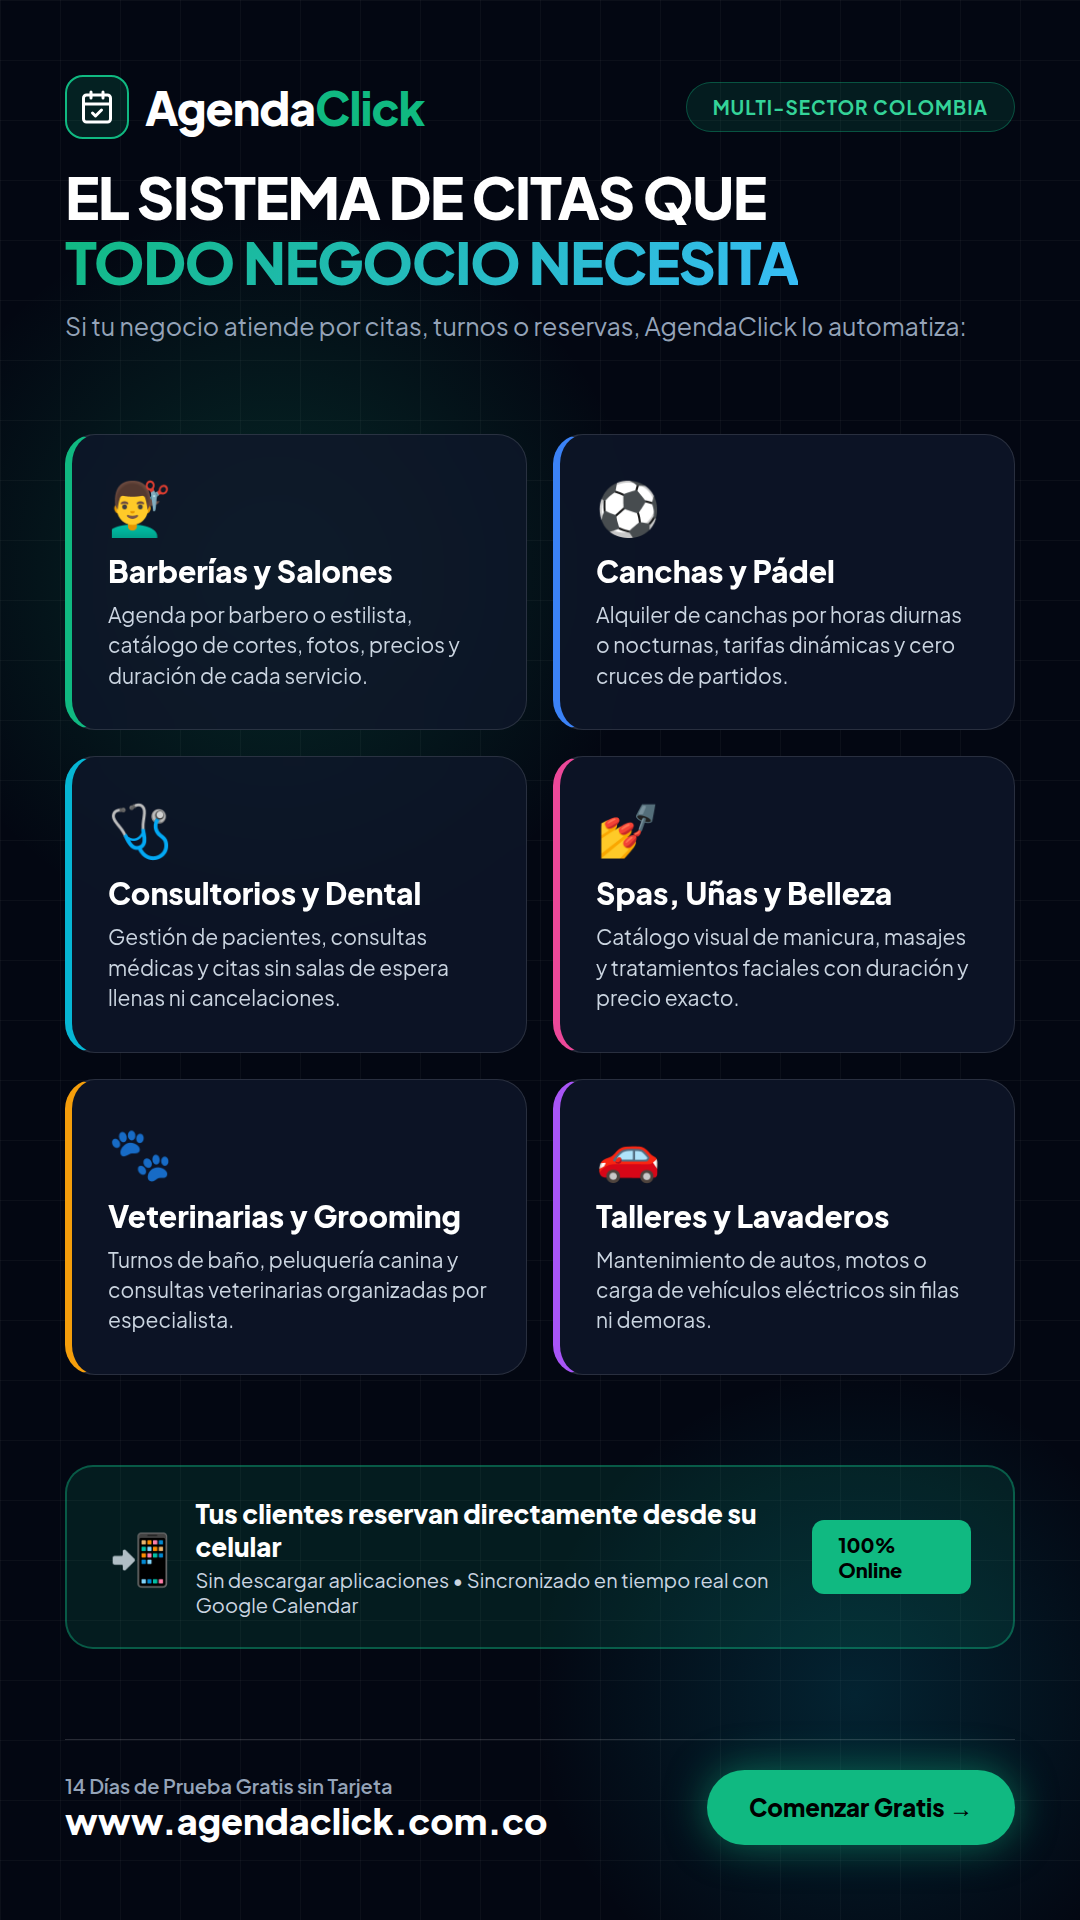 AgendaClick
MULTI-SECTOR COLOMBIA
EL SISTEMA DE CITAS QUE
TODO NEGOCIO NECESITA
Si tu negocio atiende por citas, turnos o reservas, AgendaClick lo automatiza:
Barberías y Salones
Agenda por barbero o estilista,
catálogo de cortes, fotos, precios y
duración de cada servicio.
Canchas y Pádel
Alquiler de canchas por horas diurnas
o nocturnas, tarifas dinámicas y cero
cruces de partidos.
Consultorios y Dental
Gestión de pacientes, consultas
médicas y citas sin salas de espera
llenas ni cancelaciones.
Spas, Uñas y Belleza
Catálogo visual de manicura, masajes
y tratamientos faciales con duración y
precio exacto.
Veterinarias y Grooming
Turnos de baño, peluquería canina y
consultas veterinarias organizadas por
especialista.
Talleres y Lavaderos
Mantenimiento de autos, motos o
carga de vehículos eléctricos sin filas
ni demoras.
Tus clientes reservan directamente desde su
celular
Sin descargar aplicaciones • Sincronizado en tiempo real con
Google Calendar
100%
Online
14 Días de Prueba Gratis sin Tarjeta
www.agendaclick.com.co
Comenzar Gratis →